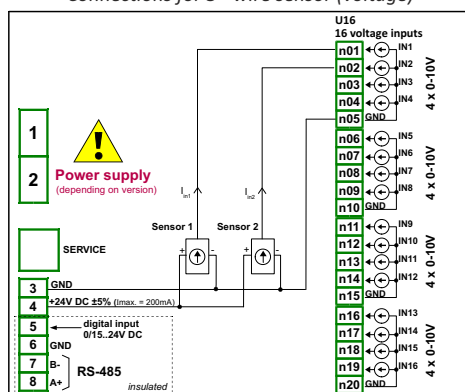 Connections for 3 - wire sensor (voltage)
U16
16 voltage inputs
n01 IN1
n02 IN2
n03 IN3
n04 IN4
n05 GND
4 x 0-10V
n06 IN5
n07 IN6
n08 IN7
n09 IN8
n10 GND
4 x 0-10V
n11 IN9
n12 IN10
n13 IN11
n14 IN12
n15 GND
4 x 0-10V
n16 IN13
n17 IN14
n18 IN15
n19 IN16
n20 GND
4 x 0-10V
1
2
Power supply
(depending on version)
Iin1
Iin2
Sensor 1
Sensor 2
+ -
+ -
SERVICE
3 GND
4 +24V DC ±5% (Imax. = 200mA)
5 digital input
0/15..24V DC
6 GND
7 B-
8 A+
RS-485
insulated